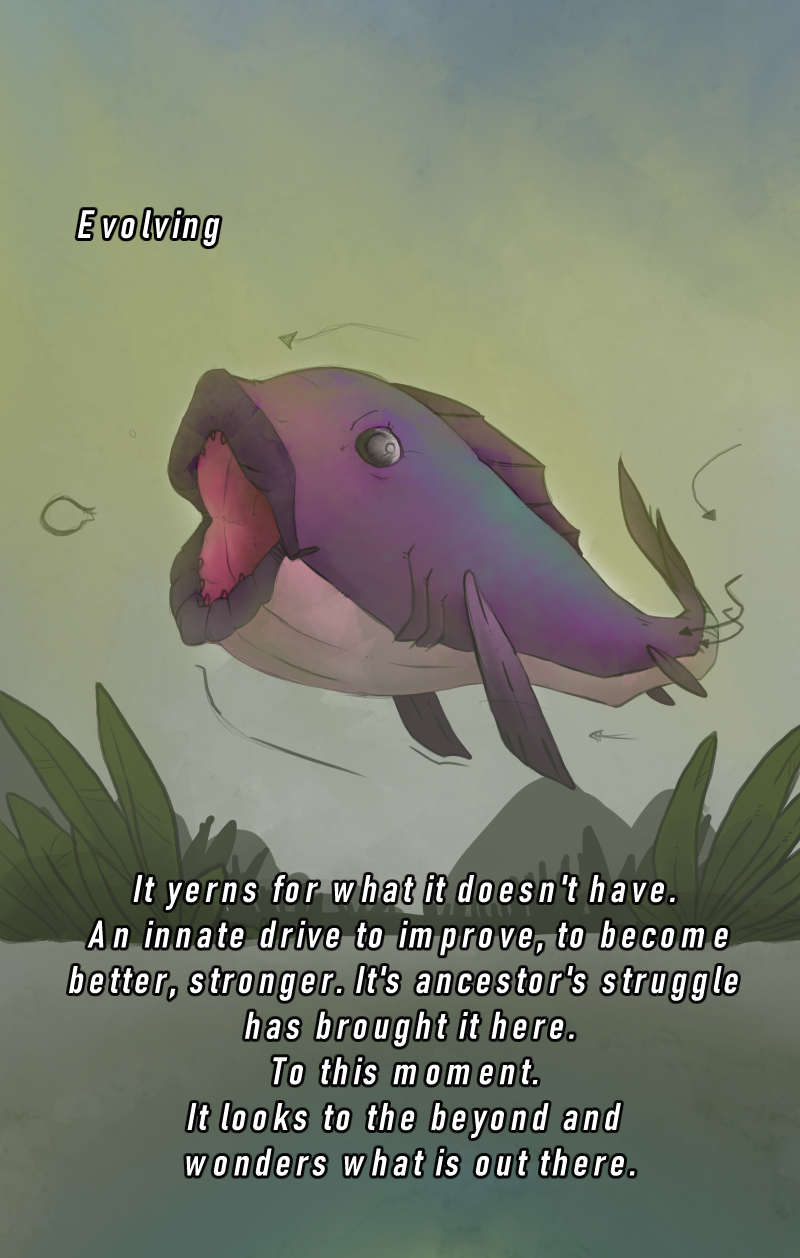 Evolving
It yerns for what it doesn't have.
An innate drive to improve, to become
better, stronger. It's ancestor's struggle
has brought it here.
To this moment.
It looks to the beyond and
wonders what is out there.